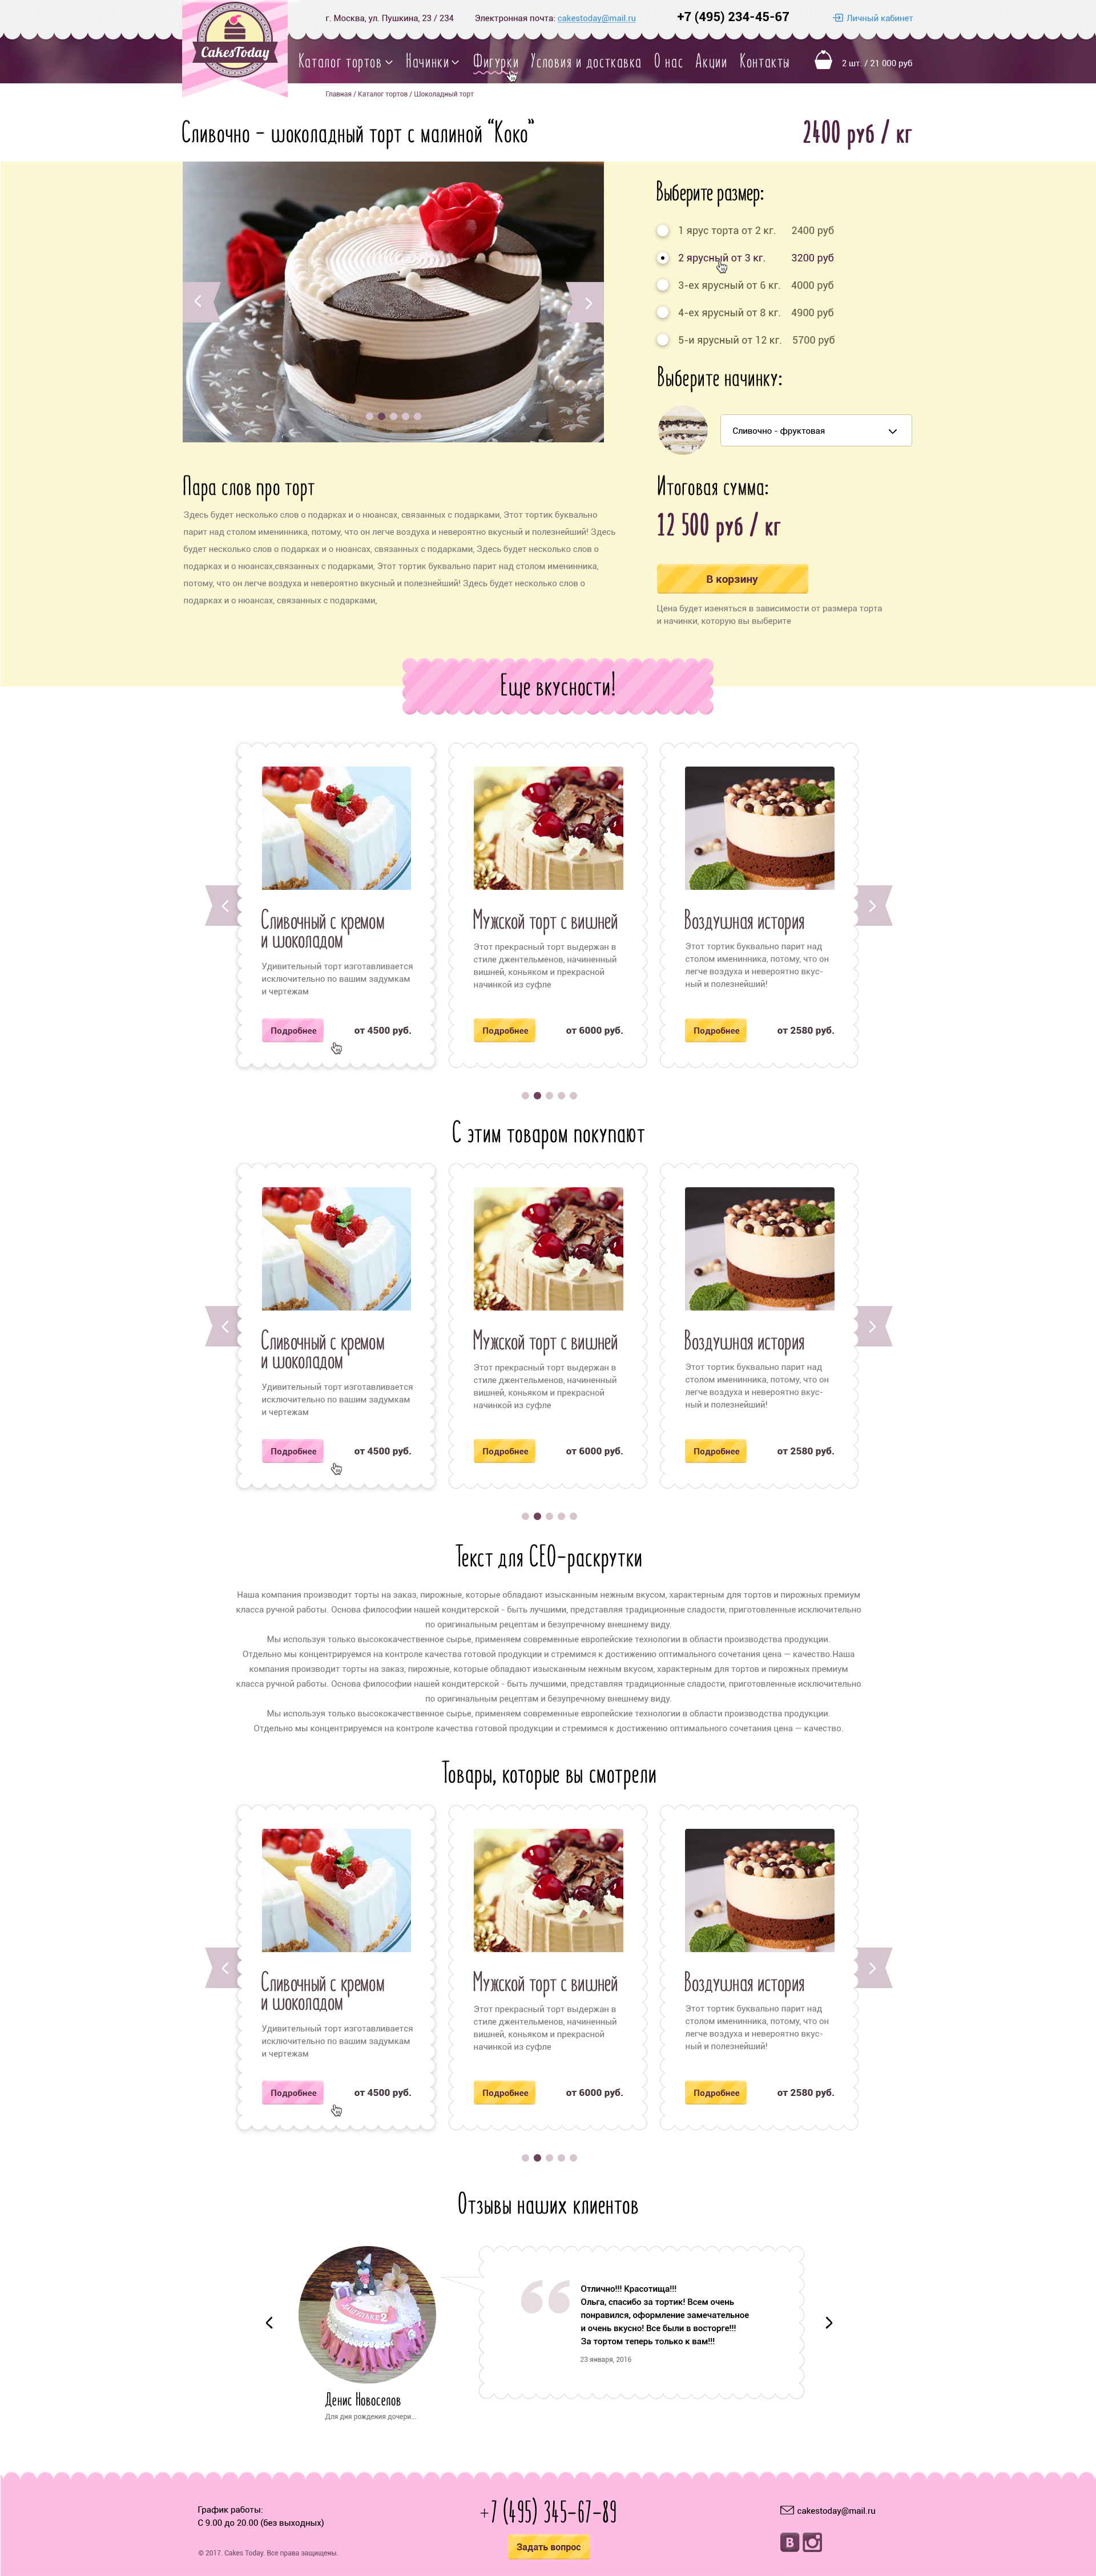 г. Москва, ул. Пушкина, 23 / 234
Электронная почта: cakestoday@mail.ru
+7 (495) 234-45-67
Личный кабинет
CakesToday
Каталог тортов
Начинки
Фигурки
Условия и досткавка
О нас
Акции
Контакты
2 шт. / 21 000 руб
Главная / Каталог тортов / Шоколадный торт
Сливочно - шоколадный торт с малиной "Коко"
2400 руб / кг
Выберите размер:
1 ярус торта от 2 кг. 2400 руб
2 ярусный от 3 кг. 3200 руб
3-ех ярусный от 6 кг. 4000 руб
4-ех ярусный от 8 кг. 4900 руб
5-и ярусный от 12 кг. 5700 руб
Выберите начинку:
Сливочно - фруктовая
Пара слов про торт
Здесь будет несколько слов о подарках и о нюансах, связанных с подарками, Этот тортик буквально
парит над столом именинника, потому, что он легче воздуха и невероятно вкусный и полезнейший! Здесь
будет несколько слов о подарках и о нюансах, связанных с подарками, Здесь будет несколько слов о
подарках и о нюансах,связанных с подарками, Этот тортик буквально парит над столом именинника,
потому, что он легче воздуха и невероятно вкусный и полезнейший! Здесь будет несколько слов о
подарках и о нюансах, связанных с подарками,
Итоговая сумма:
12 500 руб / кг
В корзину
Цена будет изеняться в зависимости от размера торта
и начинки, которую вы выберите
Еще вкусности!
Сливочный с кремом
и шоколадом
Удивительный торт изготавливается
исключительно по вашим задумкам
и чертежам
Подробнее
от 4500 руб.
Мужской торт с вишней
Этот прекрасный торт выдержан в
стиле джентельменов, начиненный
вишней, коньяком и прекрасной
начинкой из суфле
Подробнее
от 6000 руб.
Воздушная история
Этот тортик буквально парит над
столом именинника, потому, что он
легче воздуха и невероятно вкус-
ный и полезнейший!
Подробнее
от 2580 руб.
С этим товаром покупают
Сливочный с кремом
и шоколадом
Удивительный торт изготавливается
исключительно по вашим задумкам
и чертежам
Подробнее
от 4500 руб.
Мужской торт с вишней
Этот прекрасный торт выдержан в
стиле джентельменов, начиненный
вишней, коньяком и прекрасной
начинкой из суфле
Подробнее
от 6000 руб.
Воздушная история
Этот тортик буквально парит над
столом именинника, потому, что он
легче воздуха и невероятно вкус-
ный и полезнейший!
Подробнее
от 2580 руб.
Текст для СЕО-раскрутки
Наша компания производит торты на заказ, пирожные, которые обладают изысканным нежным вкусом, характерным для тортов и пирожных премиум
класса ручной работы. Основа философии нашей кондитерской - быть лучшими, представляя традиционные сладости, приготовленные исключительно
по оригинальным рецептам и безупречному внешнему виду.
Мы используя только высококачественное сырье, применяем современные европейские технологии в области производства продукции.
Отдельно мы концентрируемся на контроле качества готовой продукции и стремимся к достижению оптимального сочетания цена — качество.Наша
компания производит торты на заказ, пирожные, которые обладают изысканным нежным вкусом, характерным для тортов и пирожных премиум
класса ручной работы. Основа философии нашей кондитерской - быть лучшими, представляя традиционные сладости, приготовленные исключительно
по оригинальным рецептам и безупречному внешнему виду.
Мы используя только высококачественное сырье, применяем современные европейские технологии в области производства продукции.
Отдельно мы концентрируемся на контроле качества готовой продукции и стремимся к достижению оптимального сочетания цена — качество.
Товары, которые вы смотрели
Сливочный с кремом
и шоколадом
Удивительный торт изготавливается
исключительно по вашим задумкам
и чертежам
Подробнее
от 4500 руб.
Мужской торт с вишней
Этот прекрасный торт выдержан в
стиле джентельменов, начиненный
вишней, коньяком и прекрасной
начинкой из суфле
Подробнее
от 6000 руб.
Воздушная история
Этот тортик буквально парит над
столом именинника, потому, что он
легче воздуха и невероятно вкус-
ный и полезнейший!
Подробнее
от 2580 руб.
Отзывы наших клиентов
Отлично!!! Красотища!!!
Ольга, спасибо за тортик! Всем очень
понравился, оформление замечательное
и очень вкусно! Все были в восторге!!!
За тортом теперь только к вам!!!
23 января, 2016
Денис Новоселов
Для дня рождения дочери...
График работы:
С 9.00 до 20.00 (без выходных)
© 2017. Cakes Today. Все права защищены.
+7 (495) 345-67-89
Задать вопрос
cakestoday@mail.ru